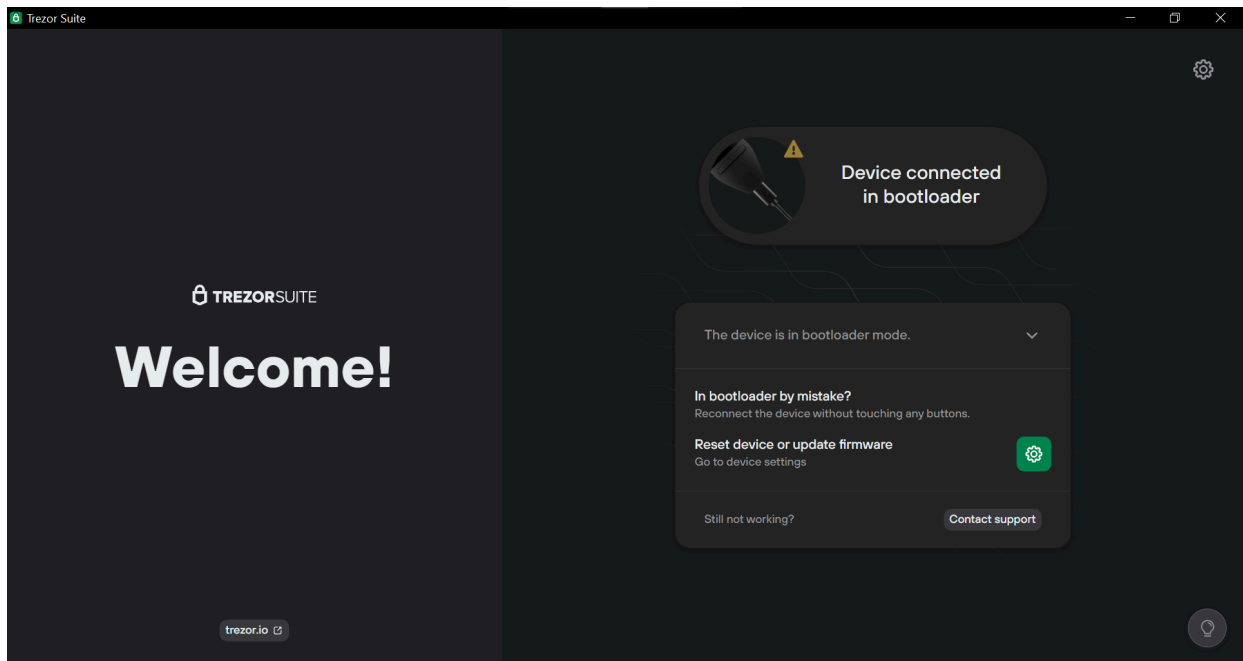 Trezor Suite
TREZORSUITE
Welcome!
trezor.io
Device connected
in bootloader
The device is in bootloader mode.
In bootloader by mistake?
Reconnect the device without touching any buttons.
Reset device or update firmware
Go to device settings
Still not working?
Contact support